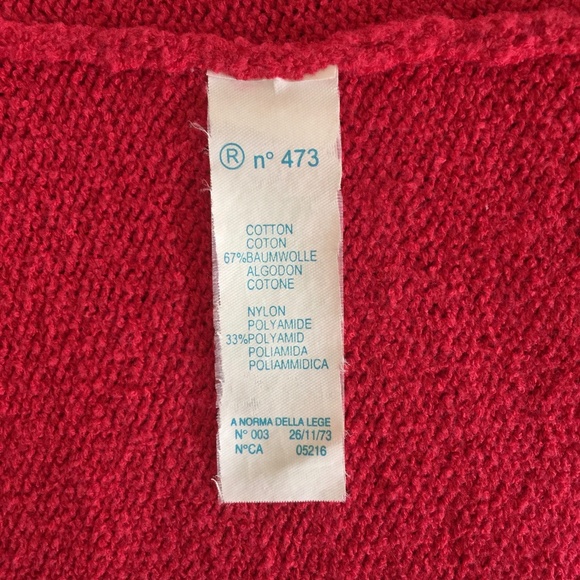 ® n° 473
COTTON
COTON
67%BAUMWOLLE
ALGODON
COTONE
NYLON
POLYAMIDE
33%POLYAMID
POLIAMIDA
POLIAMMIDICA
A NORMA DELLA LEGE
N° 003 26/11/73
N°CA 05216